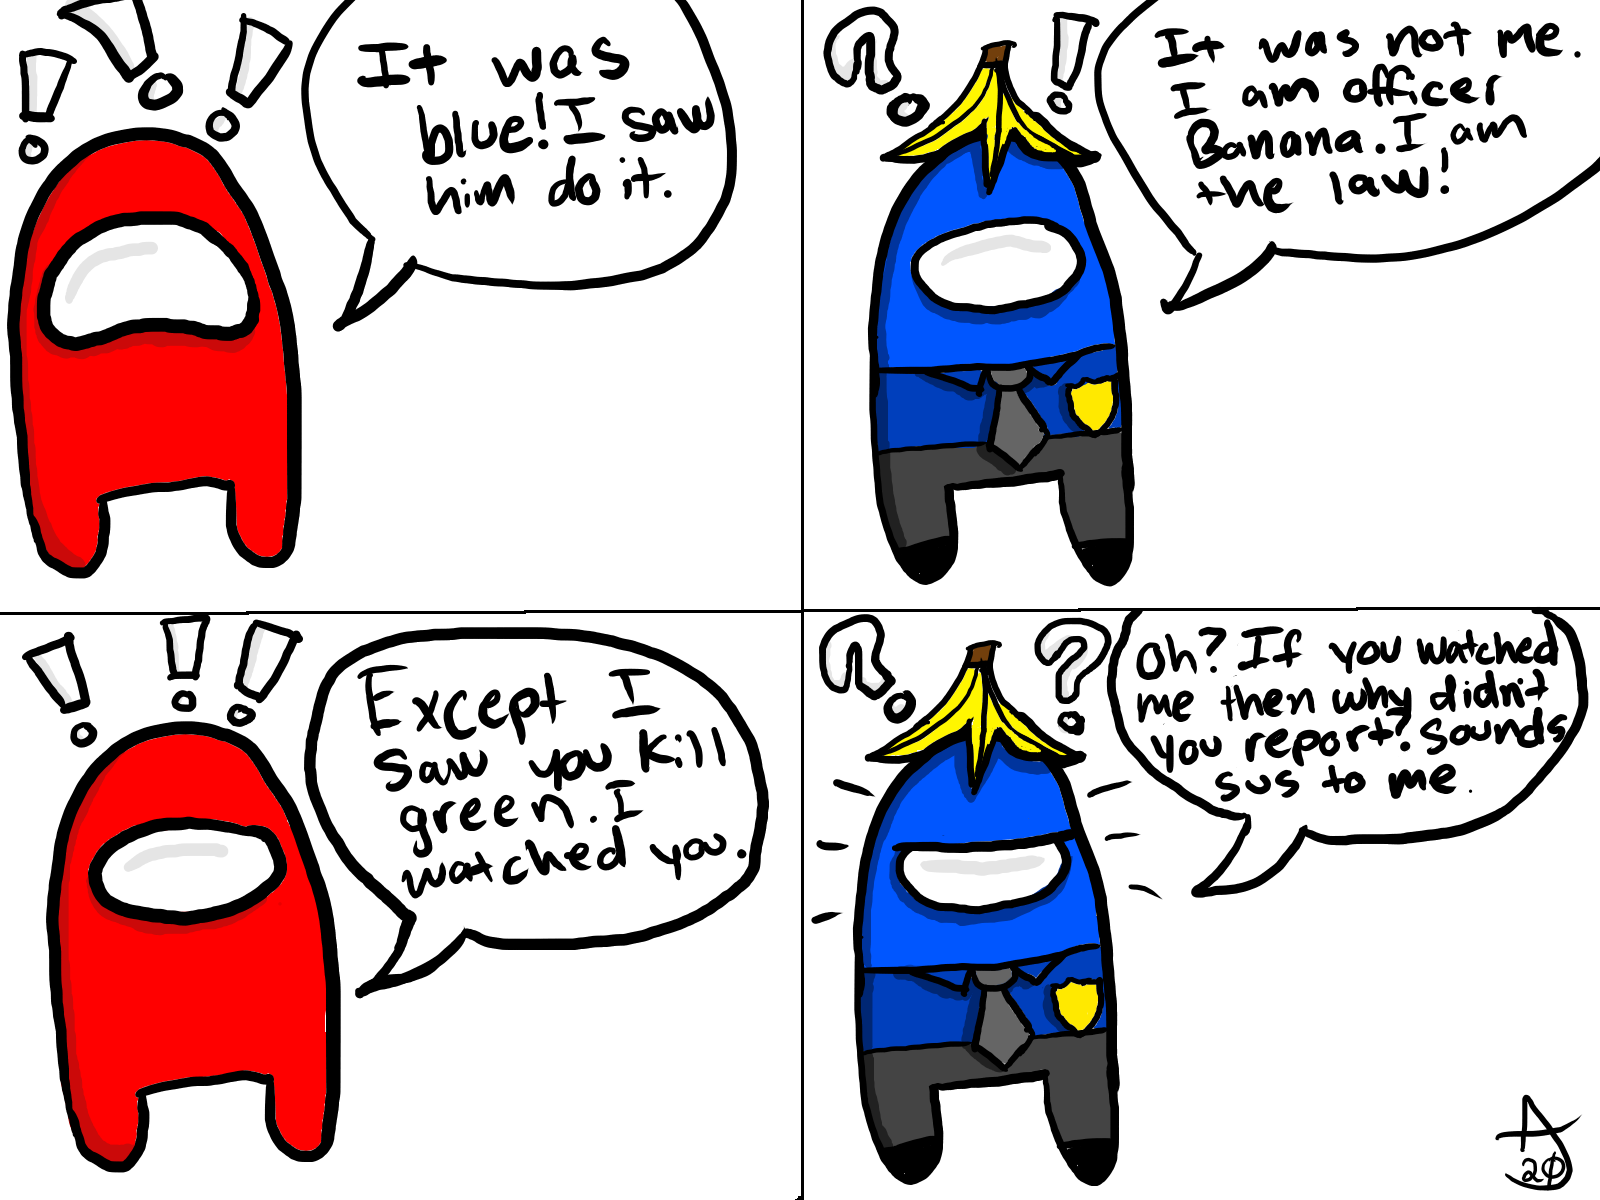 It was
blue! I saw
him do it.
It was not me.
I am officer
Banana. I am
the law!
Except I
saw you kill
green. I
watched you.
Oh? If you watched
me then why didn't
you report? Sounds
sus to me.
A
20